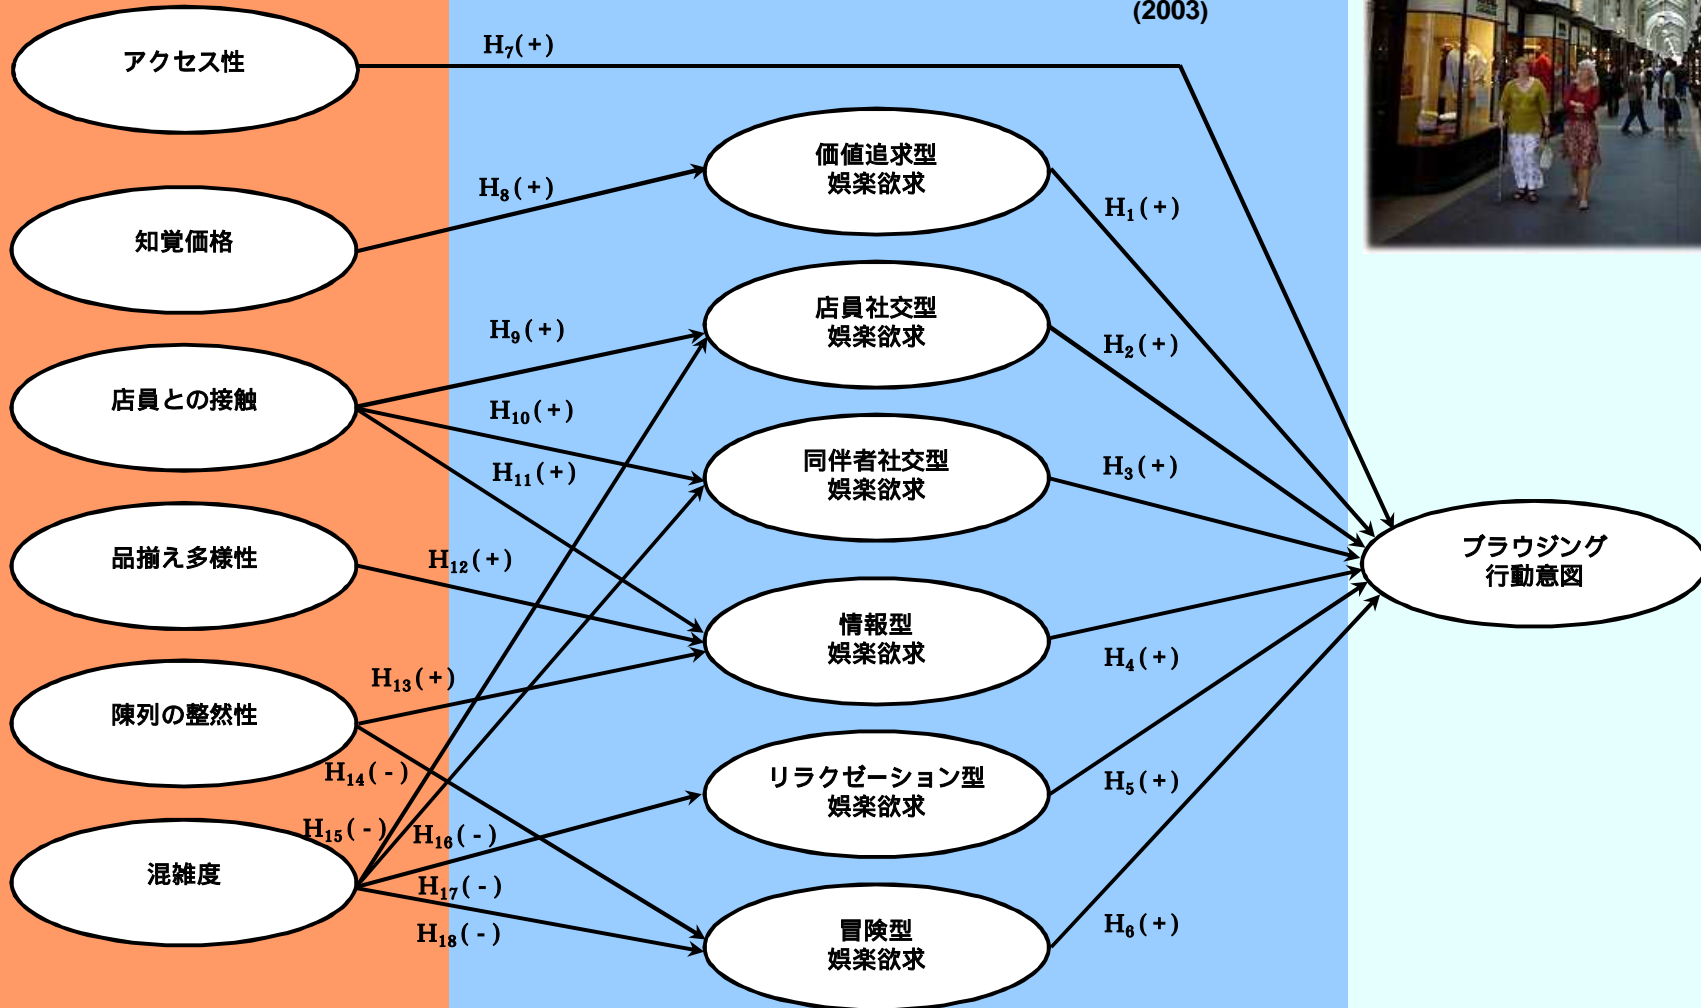 (2003)
アクセス性
H₇(+)
価値追求型
娯楽欲求
H₈(+)
H₁(+)
知覚価格
店員社交型
娯楽欲求
H₉(+)
H₂(+)
店員との接触
H₁₀(+)
同伴者社交型
娯楽欲求
H₃(+)
H₁₁(+)
品揃え多様性
H₁₂(+)
ブラウジング
行動意図
情報型
娯楽欲求
H₄(+)
H₁₃(+)
陳列の整然性
H₁₄(-)
リラクゼーション型
娯楽欲求
H₅(+)
H₁₅(-)
H₁₆(-)
混雑度
H₁₇(-)
H₁₈(-)
冒険型
娯楽欲求
H₆(+)